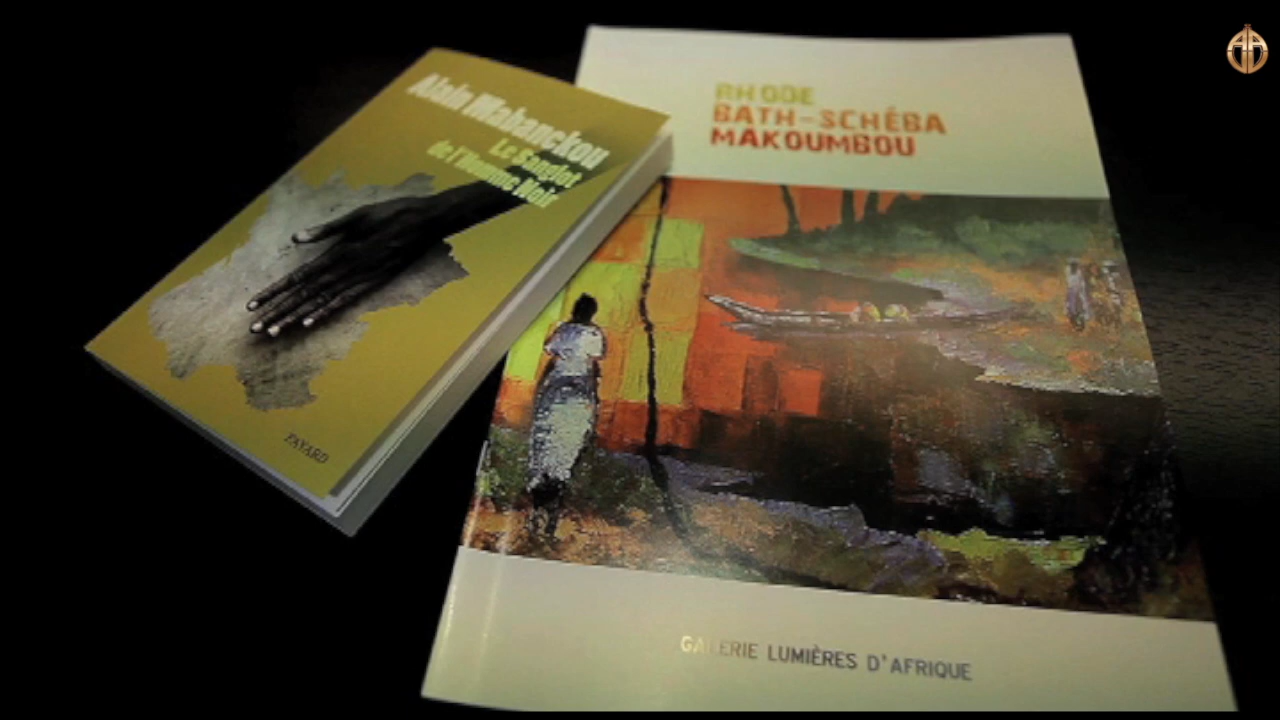 Alain Mabanckou
Le Sanglot
de l'Homme Noir
FAYARD
RHODE
BATH-SCHÉBA
MAKOUMBOU
GALERIE LUMIÈRES D'AFRIQUE